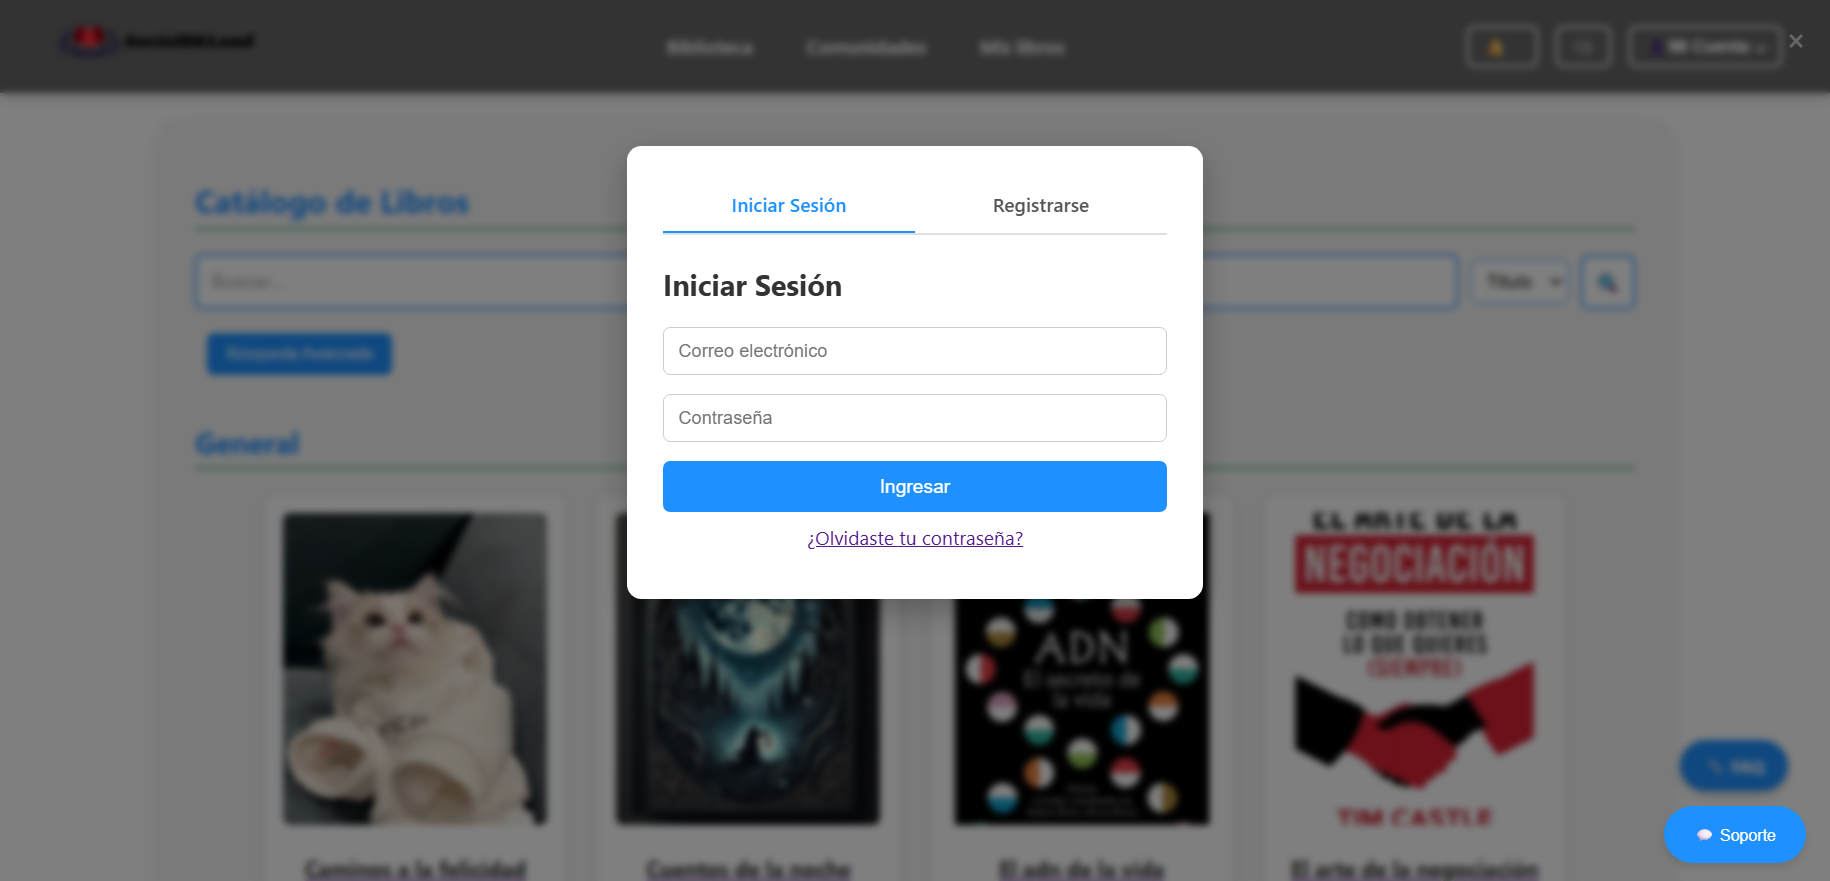 Biblioteca
Comunidades
Mis libros
Mi Cuenta
×
Iniciar Sesión
Registrarse
Catálogo de Libros
Iniciar Sesión
Buscar...
Título
Correo electrónico
Búsqueda Avanzada
Contraseña
General
Ingresar
¿Olvidaste tu contraseña?
EL ARTE DE LA
NEGOCIACIÓN
COMO OBTENER
LO QUE QUIERES
(SIEMPRE)
ADN
El secreto de
la vida
TIM CASTLE
FAQ
Soporte
Caminos a la felicidad
Cuentos de la noche
El adn de la vida
El arte de la negociación